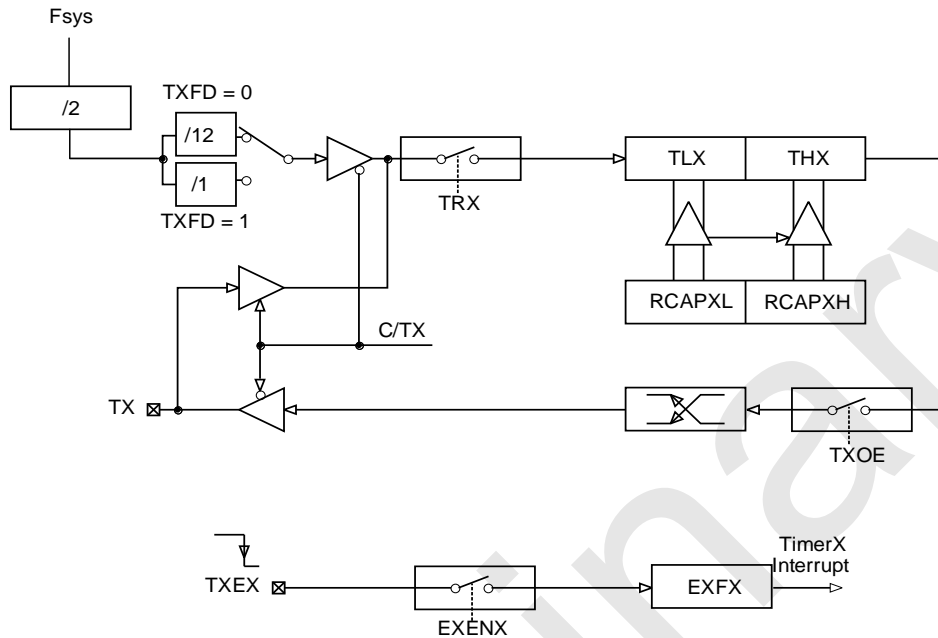 Fsys
/2
TXFD = 0
/12
/1
TXFD = 1
TRX
TLX
THX
RCAPXL
RCAPXH
C/TX
TX
TXOE
TXEX
EXENX
EXFX
TimerX
Interrupt